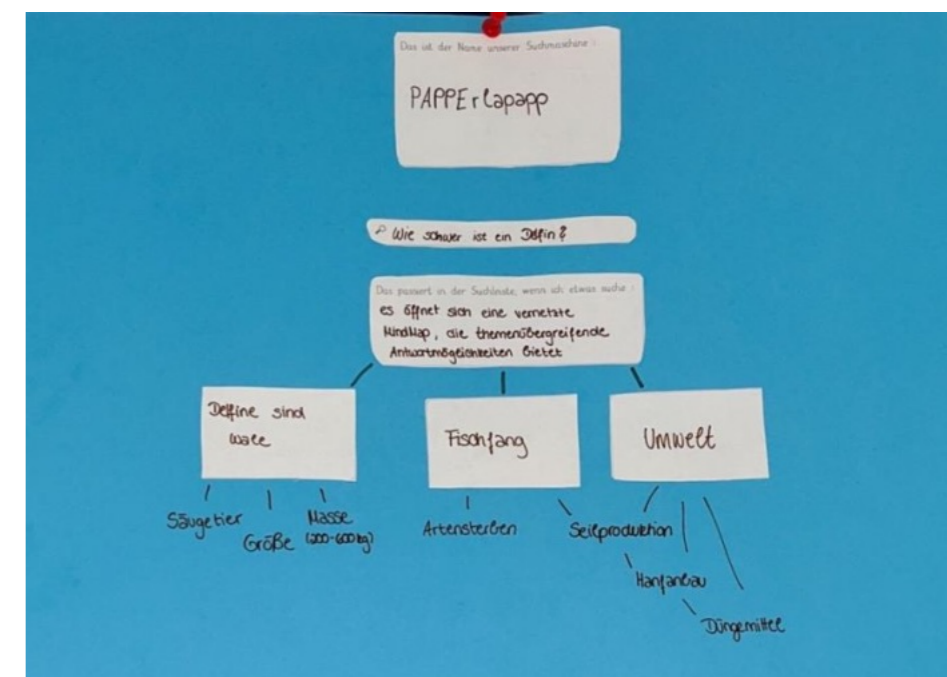 Das ist der Name unserer Suchmaschine :
PAPPErlapapp
Wie schwer ist ein Delfin?
Das passiert in der Suchleiste, wenn ich etwas suche :
es öffnet sich eine vernetzte
MindMap, die themenübergreifende
Antwortmöglichkeiten bietet
Delfine sind
Wale
Fischfang
Umwelt
Säugetier
Größe
Masse
(200-600kg)
Artensterben
Seilproduktion
Hanfanbau
Düngemittel